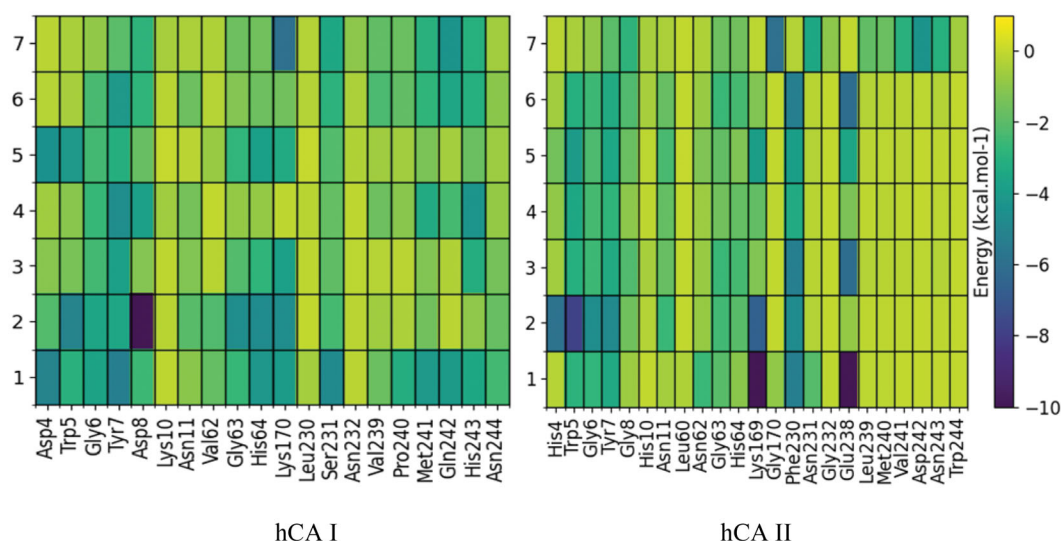 7
6
5
4
3
2
1
Asp4
Trp5
Gly6
Tyr7
Asp8
Lys10
Asn11
Val62
Gly63
His64
Lys170
Leu230
Ser231
Asn232
Val239
Pro240
Met241
Gln242
His243
Asn244
hCA I
7
6
5
4
3
2
1
His4
Trp5
Gly6
Tyr7
Gly8
His10
Asn11
Leu60
Asn62
Gly63
His64
Lys169
Gly170
Phe230
Asn231
Gly232
Glu238
Leu239
Met240
Val241
Asp242
Asn243
Trp244
hCA II
0
−2
−4
−6
−8
−10
Energy (kcal.mol-1)